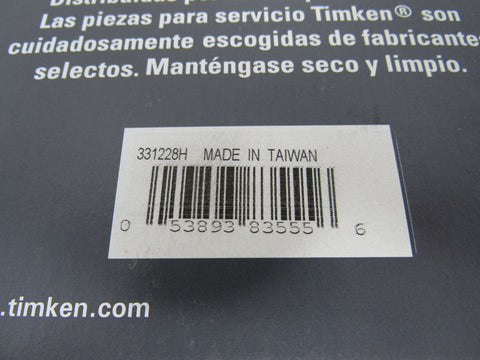 Las piezas para servicio Timken® son
cuidadosamente escogidas de fabricantes
selectos. Manténgase seco y limpio.
331228H MADE IN TAIWAN
0 53893 83555 6
.timken.com